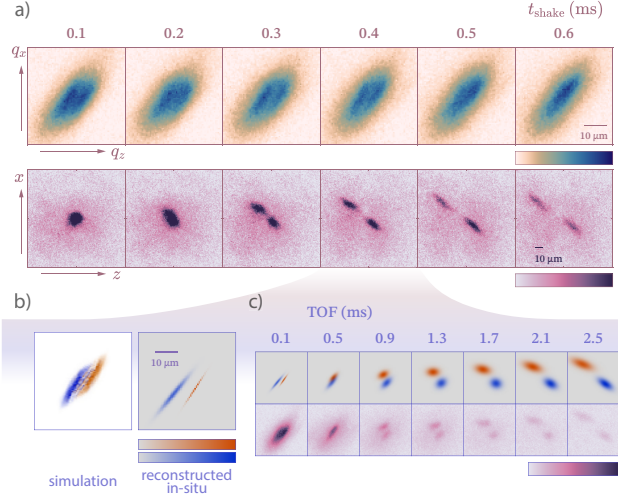 a)
t_shake (ms)
0.1 0.2 0.3 0.4 0.5 0.6
q_x
10 μm
q_z
x
10 μm
z
b)
c)
TOF (ms)
0.1 0.5 0.9 1.3 1.7 2.1 2.5
10 μm
simulation
reconstructed
in-situ